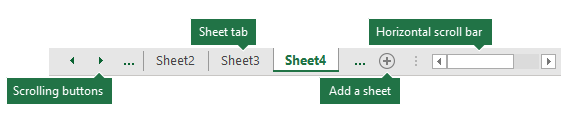 Sheet tab
Horizontal scroll bar
... Sheet2 Sheet3 Sheet4 ...
Scrolling buttons
Add a sheet